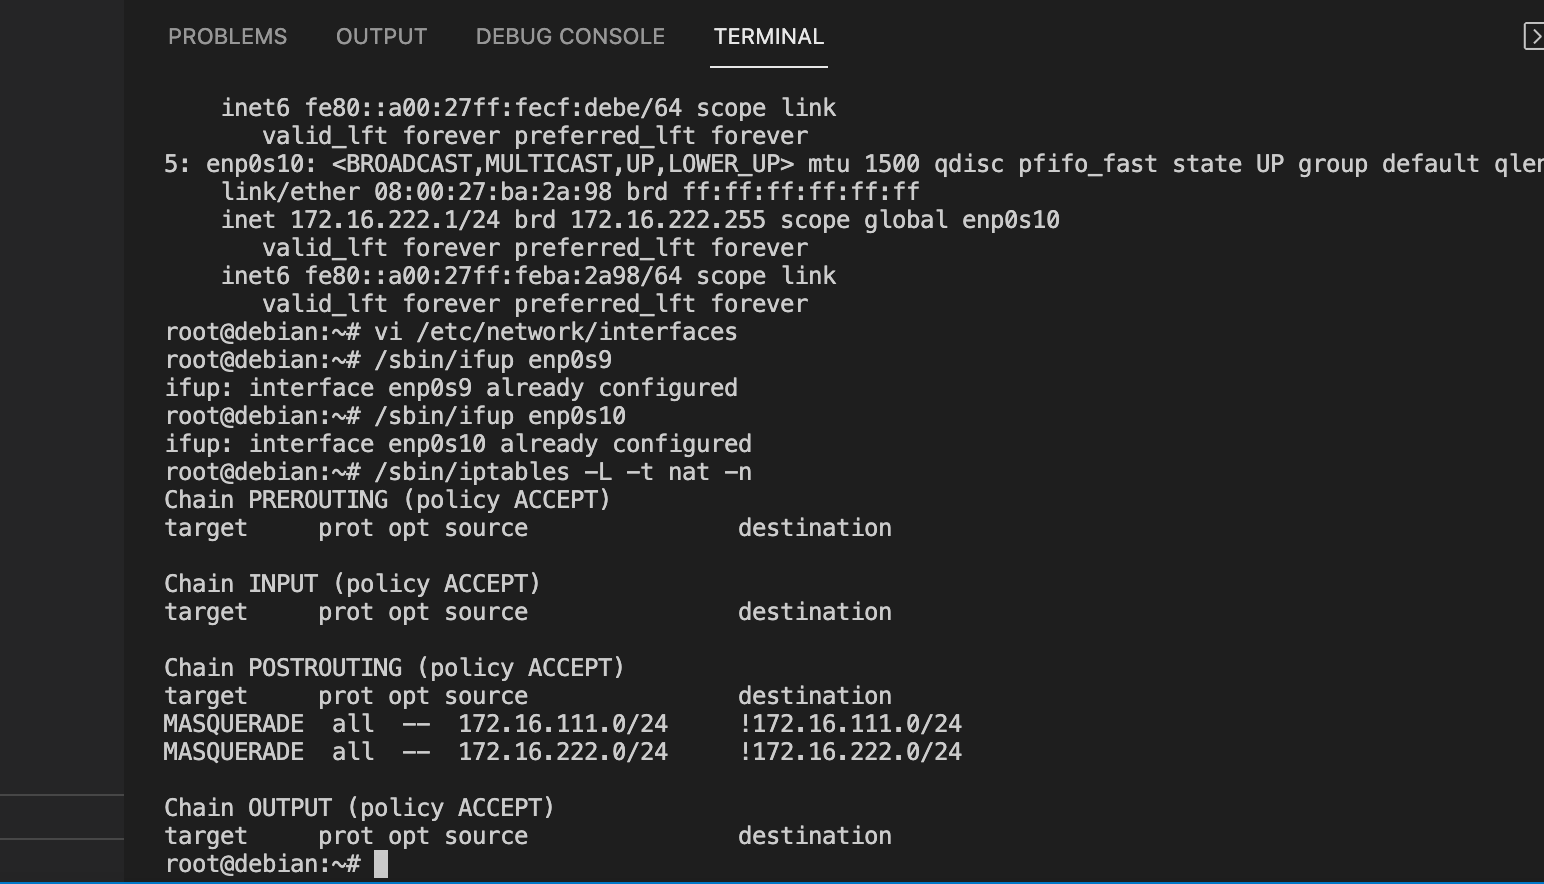 PROBLEMS OUTPUT DEBUG CONSOLE TERMINAL
inet6 fe80::a00:27ff:fecf:debe/64 scope link
valid_lft forever preferred_lft forever
5: enp0s10: <BROADCAST,MULTICAST,UP,LOWER_UP> mtu 1500 qdisc pfifo_fast state UP group default qlen
link/ether 08:00:27:ba:2a:98 brd ff:ff:ff:ff:ff:ff
inet 172.16.222.1/24 brd 172.16.222.255 scope global enp0s10
valid_lft forever preferred_lft forever
inet6 fe80::a00:27ff:feba:2a98/64 scope link
valid_lft forever preferred_lft forever
root@debian:~# vi /etc/network/interfaces
root@debian:~# /sbin/ifup enp0s9
ifup: interface enp0s9 already configured
root@debian:~# /sbin/ifup enp0s10
ifup: interface enp0s10 already configured
root@debian:~# /sbin/iptables -L -t nat -n
Chain PREROUTING (policy ACCEPT)
target prot opt source destination
Chain INPUT (policy ACCEPT)
target prot opt source destination
Chain POSTROUTING (policy ACCEPT)
target prot opt source destination
MASQUERADE all -- 172.16.111.0/24 !172.16.111.0/24
MASQUERADE all -- 172.16.222.0/24 !172.16.222.0/24
Chain OUTPUT (policy ACCEPT)
target prot opt source destination
root@debian:~#